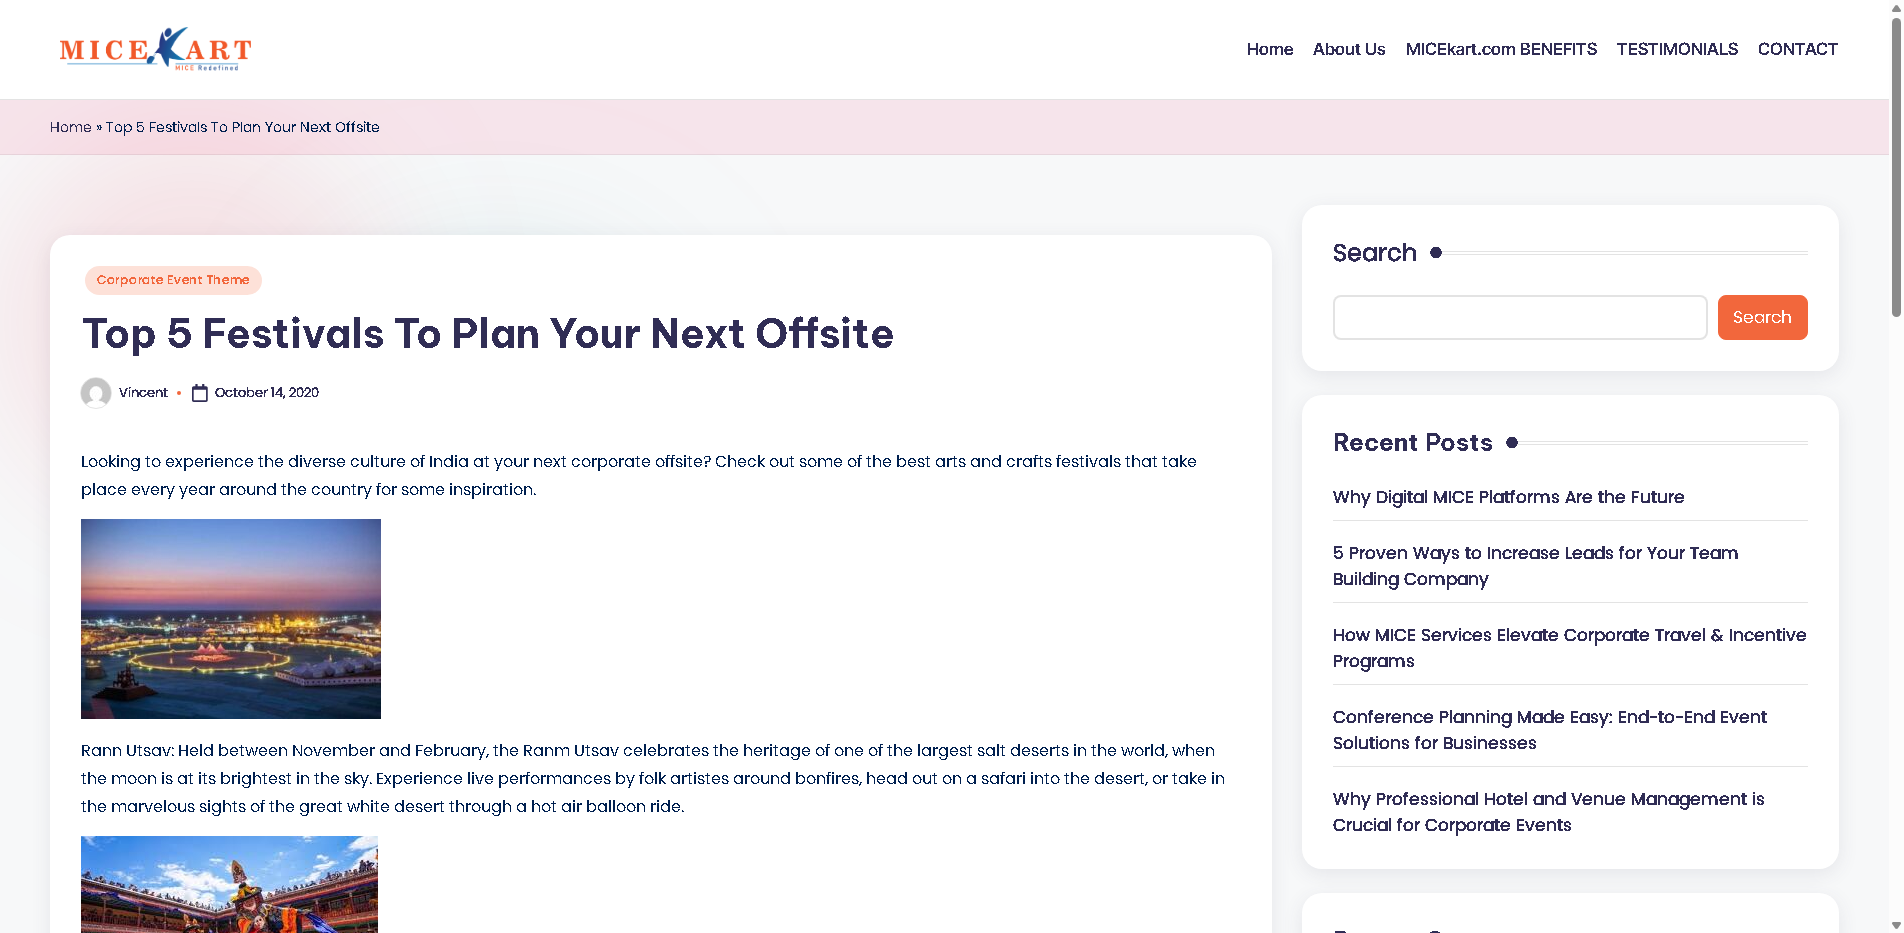 MICEKART
MICE Redefined
Home About Us MICEkart.com BENEFITS TESTIMONIALS CONTACT
Home » Top 5 Festivals To Plan Your Next Offsite
Corporate Event Theme
Top 5 Festivals To Plan Your Next Offsite
Vincent • October 14, 2020
Looking to experience the diverse culture of India at your next corporate offsite? Check out some of the best arts and crafts festivals that take
place every year around the country for some inspiration.
Rann Utsav: Held between November and February, the Ranm Utsav celebrates the heritage of one of the largest salt deserts in the world, when
the moon is at its brightest in the sky. Experience live performances by folk artistes around bonfires, head out on a safari into the desert, or take in
the marvelous sights of the great white desert through a hot air balloon ride.
Search
Search
Recent Posts
Why Digital MICE Platforms Are the Future
5 Proven Ways to Increase Leads for Your Team
Building Company
How MICE Services Elevate Corporate Travel & Incentive
Programs
Conference Planning Made Easy: End-to-End Event
Solutions for Businesses
Why Professional Hotel and Venue Management is
Crucial for Corporate Events